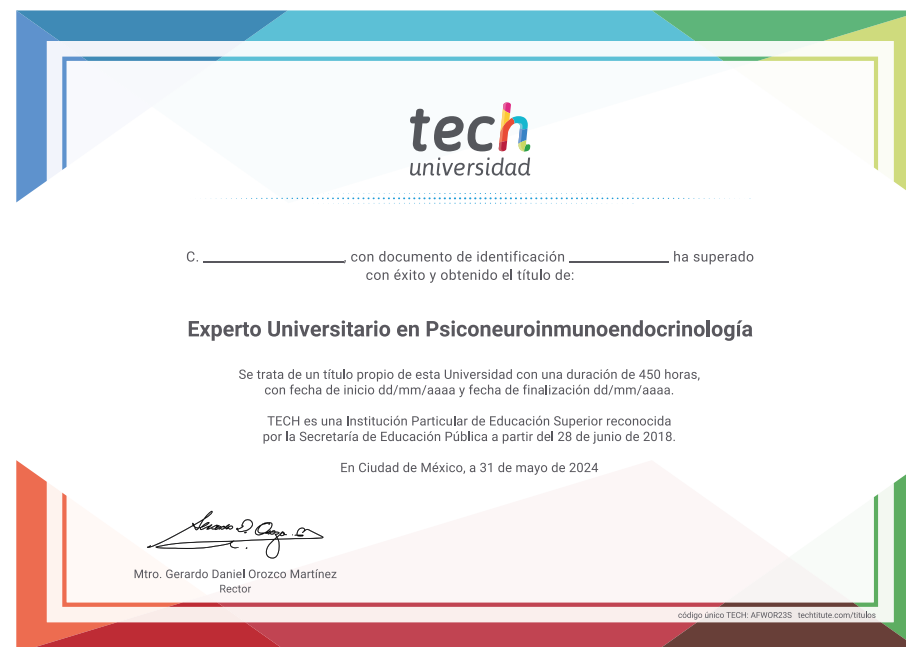 tech
universidad
C. ____________, con documento de identificación ____________ ha superado
con éxito y obtenido el título de:
Experto Universitario en Psiconeuroinmunoendocrinología
Se trata de un título propio de esta Universidad con una duración de 450 horas,
con fecha de inicio dd/mm/aaaa y fecha de finalización dd/mm/aaaa.
TECH es una Institución Particular de Educación Superior reconocida
por la Secretaría de Educación Pública a partir del 28 de junio de 2018.
En Ciudad de México, a 31 de mayo de 2024
Mtro. Gerardo Daniel Orozco Martínez
Rector
código único TECH: AFWOR23S techtitute.com/titulos